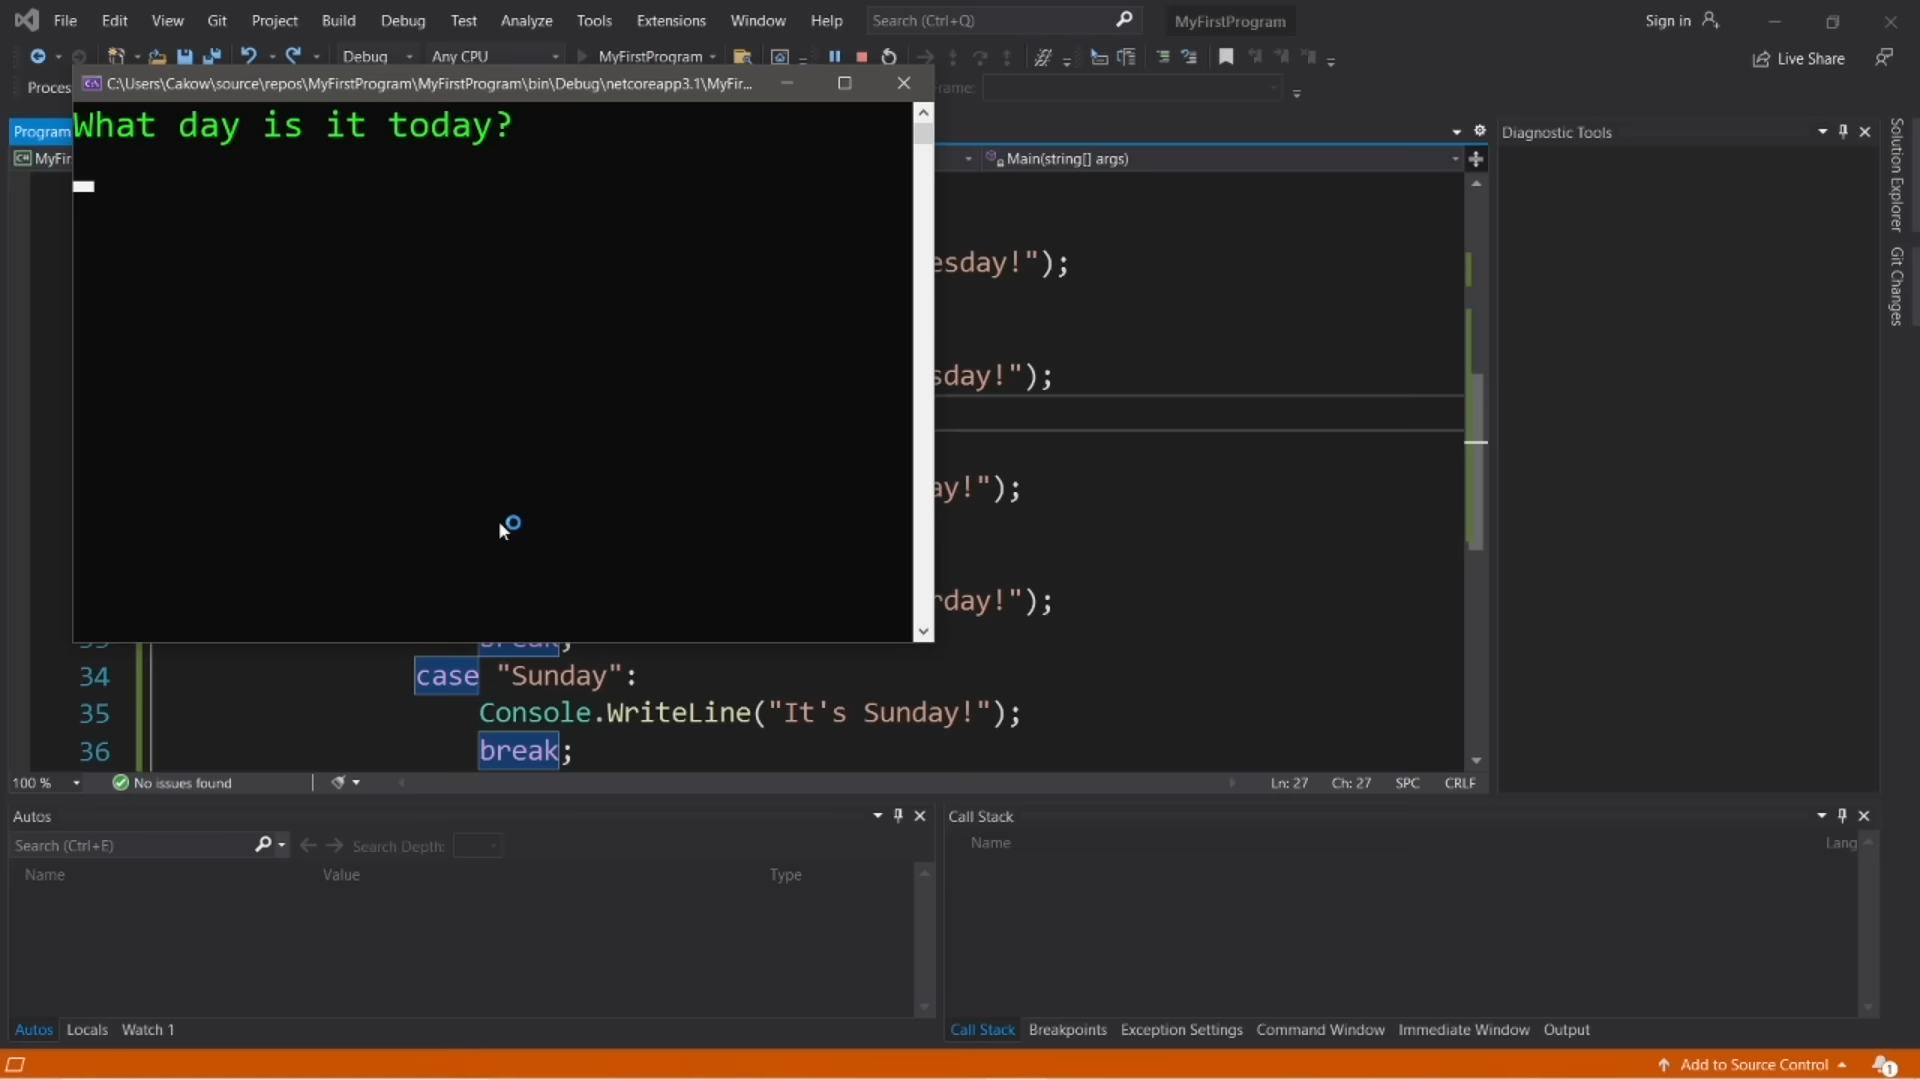 File Edit View Git Project Build Debug Test Analyze Tools Extensions Window Help Search (Ctrl+Q) MyFirstProgram Sign in
Debug Any CPU MyFirstProgram Live Share
Proces
C:\Users\Cakow\source\repos\MyFirstProgram\MyFirstProgram\bin\Debug\netcoreapp3.1\MyFir...
rame:
What day is it today?
Program
Diagnostic Tools
MyFir
Main(string[] args)
Solution Explorer
Git Changes
esday!");
sday!");
ay!");
rday!");
33 break;
34 case "Sunday":
35 Console.WriteLine("It's Sunday!");
36 break;
100 % No issues found Ln: 27 Ch: 27 SPC CRLF
Autos
Call Stack
Search (Ctrl+E) Search Depth:
Name Value Type
Name Lang
Autos Locals Watch 1
Call Stack Breakpoints Exception Settings Command Window Immediate Window Output
Add to Source Control 1